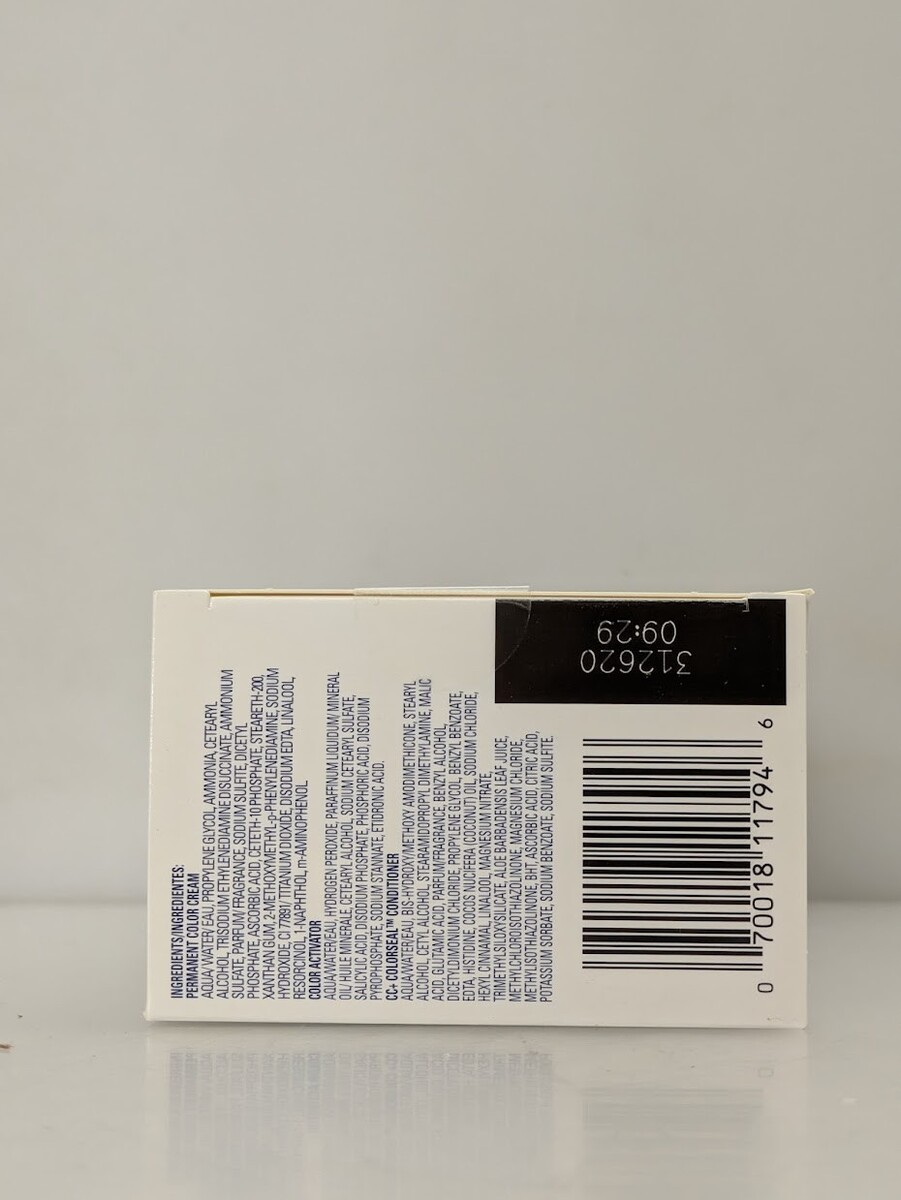 INGREDIENTS/INGREDIENTES:
PERMANENT COLOR CREAM
AQUA/WATER/EAU, PROPYLENE GLYCOL, AMMONIA, CETEARYL
ALCOHOL, TRISODIUM ETHYLENEDIAMINE DISUCCINATE, AMMONIUM
SULFATE, PARFUM/FRAGRANCE, SODIUM SULFITE, DICETYL
PHOSPHATE, ASCORBIC ACID, CETETH-10 PHOSPHATE, STEARETH-200,
XANTHAN GUM, 2-METHOXYMETHYL-p-PHENYLENEDIAMINE, SODIUM
HYDROXIDE, CI 77891/ TITANIUM DIOXIDE, DISODIUM EDTA, LINALOOL,
RESORCINOL, 1-NAPHTHOL, m-AMINOPHENOL.
COLOR ACTIVATOR
AQUA/WATER/EAU, HYDROGEN PEROXIDE, PARAFFINUM LIQUIDUM/ MINERAL
OIL/ HUILE MINERALE, CETEARYL ALCOHOL, SODIUM CETEARYL SULFATE,
SALICYLIC ACID, DISODIUM PHOSPHATE, PHOSPHORIC ACID, DISODIUM
PYROPHOSPHATE, SODIUM STANNATE, ETIDRONIC ACID.
CC+ COLORSEAL™ CONDITIONER
AQUA/WATER/EAU, BIS-HYDROXY/METHOXY AMODIMETHICONE, STEARYL
ALCOHOL, CETYL ALCOHOL, STEARAMIDOPROPYL DIMETHYLAMINE, MALIC
ACID, GLUTAMIC ACID, PARFUM/FRAGRANCE, BENZYL ALCOHOL,
DICETYLDIMONIUM CHLORIDE, PROPYLENE GLYCOL, BENZYL BENZOATE,
EDTA, HISTIDINE, COCOS NUCIFERA (COCONUT) OIL, SODIUM CHLORIDE,
HEXYL CINNAMAL, LINALOOL, MAGNESIUM NITRATE,
TRIMETHYLSILOXYSILICATE, ALOE BARBADENSIS LEAF JUICE,
METHYLCHLOROISOTHIAZOLINONE, MAGNESIUM CHLORIDE,
METHYLISOTHIAZOLINONE, BHT, ASCORBIC ACID, CITRIC ACID,
POTASSIUM SORBATE, SODIUM BENZOATE, SODIUM SULFITE.
312620
09:29
0 70018 11794 6